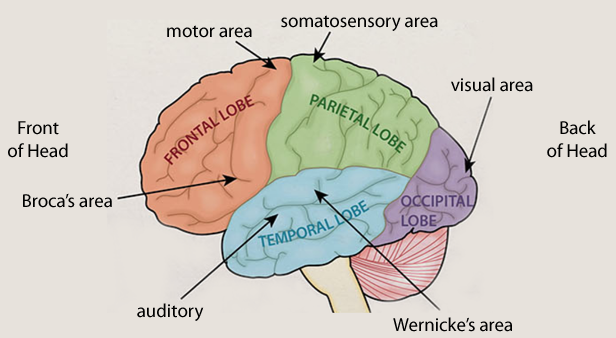 somatosensory area
motor area
visual area
PARIETAL LOBE
FRONTAL LOBE
Front
of Head
Back
of Head
Broca's area
OCCIPITAL
LOBE
TEMPORAL LOBE
auditory
Wernicke's area